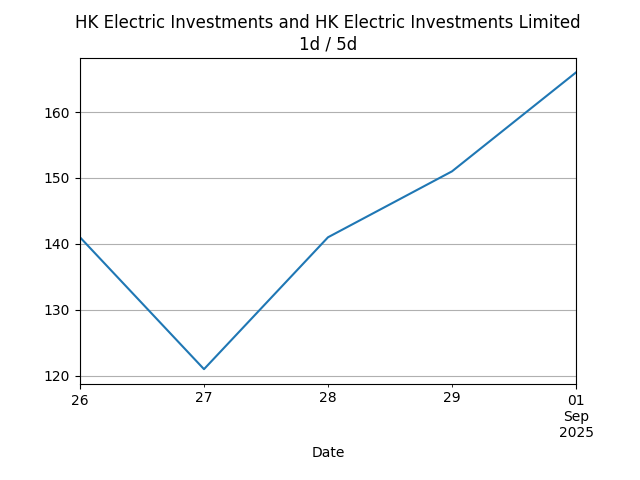 HK Electric Investments and HK Electric Investments Limited
1d / 5d
160
150
140
130
120
26
27
28
29
01
Sep
2025
Date